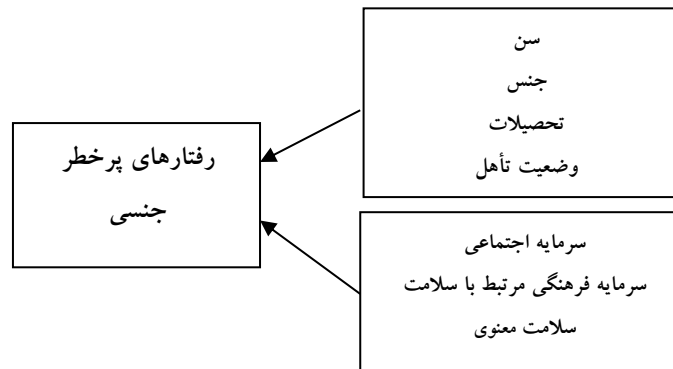 سن
جنس
تحصیلات
وضعیت تأهل
رفتارهای پرخطر
جنسی
سرمایه اجتماعی
سرمایه فرهنگی مرتبط با سلامت
سلامت معنوی